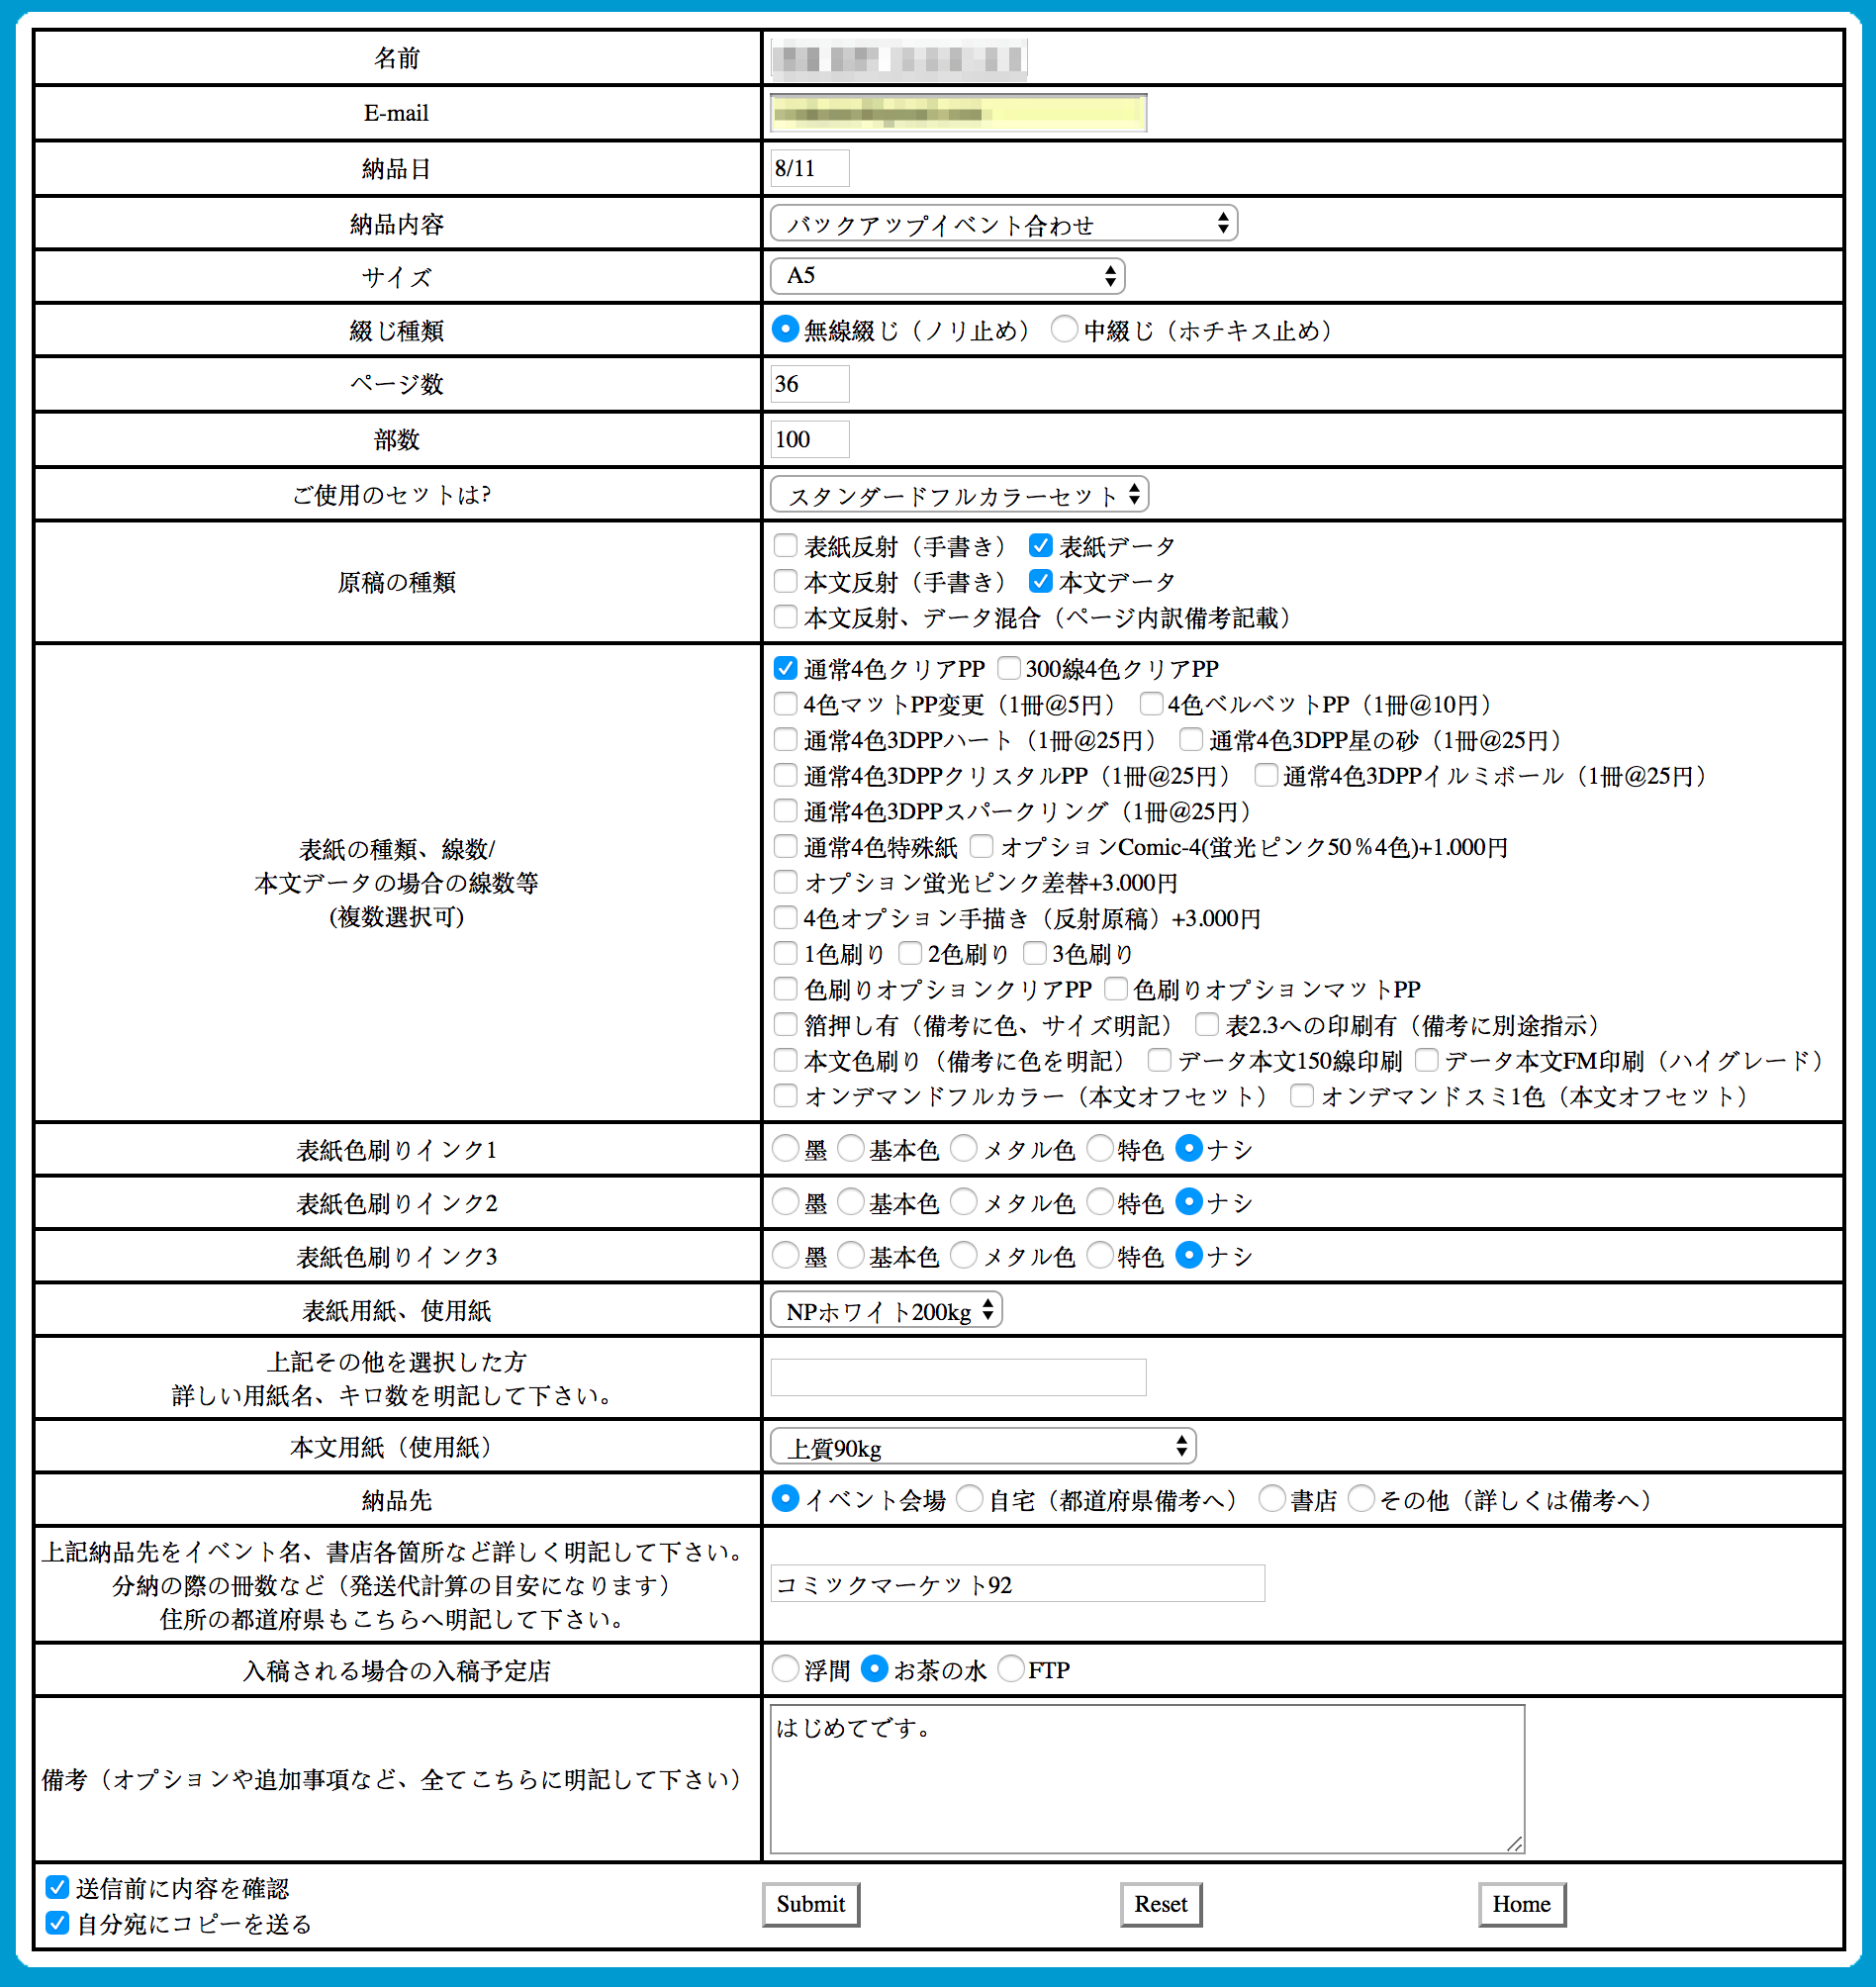 名前
E-mail
納品日 8/11
納品内容 バックアップイベント合わせ
サイズ A5
綴じ種類 無線綴じ（ノリ止め） 中綴じ（ホチキス止め）
ページ数 36
部数 100
ご使用のセットは? スタンダードフルカラーセット
原稿の種類
表紙反射（手書き） 表紙データ
本文反射（手書き） 本文データ
本文反射、データ混合（ページ内訳備考記載）
表紙の種類、線数/
本文データの場合の線数等
(複数選択可)
通常4色クリアPP 300線4色クリアPP
4色マットPP変更（1冊@5円） 4色ベルベットPP（1冊@10円）
通常4色3DPPハート（1冊@25円） 通常4色3DPP星の砂（1冊@25円）
通常4色3DPPクリスタルPP（1冊@25円） 通常4色3DPPイルミボール（1冊@25円）
通常4色3DPPスパークリング（1冊@25円）
通常4色特殊紙 オプションComic-4(蛍光ピンク50％4色)+1.000円
オプション蛍光ピンク差替+3.000円
4色オプション手描き（反射原稿）+3.000円
1色刷り 2色刷り 3色刷り
色刷りオプションクリアPP 色刷りオプションマットPP
箔押し有（備考に色、サイズ明記） 表2.3への印刷有（備考に別途指示）
本文色刷り（備考に色を明記） データ本文150線印刷 データ本文FM印刷（ハイグレード）
オンデマンドフルカラー（本文オフセット） オンデマンドスミ1色（本文オフセット）
表紙色刷りインク1 墨 基本色 メタル色 特色 ナシ
表紙色刷りインク2 墨 基本色 メタル色 特色 ナシ
表紙色刷りインク3 墨 基本色 メタル色 特色 ナシ
表紙用紙、使用紙 NPホワイト200kg
上記その他を選択した方
詳しい用紙名、キロ数を明記して下さい。
本文用紙（使用紙） 上質90kg
納品先 イベント会場 自宅（都道府県備考へ） 書店 その他（詳しくは備考へ）
上記納品先をイベント名、書店各箇所など詳しく明記して下さい。
分納の際の冊数など（発送代計算の目安になります）
住所の都道府県もこちらへ明記して下さい。
コミックマーケット92
入稿される場合の入稿予定店 浮間 お茶の水 FTP
備考（オプションや追加事項など、全てこちらに明記して下さい）
はじめてです。
送信前に内容を確認
自分宛にコピーを送る
Submit Reset Home